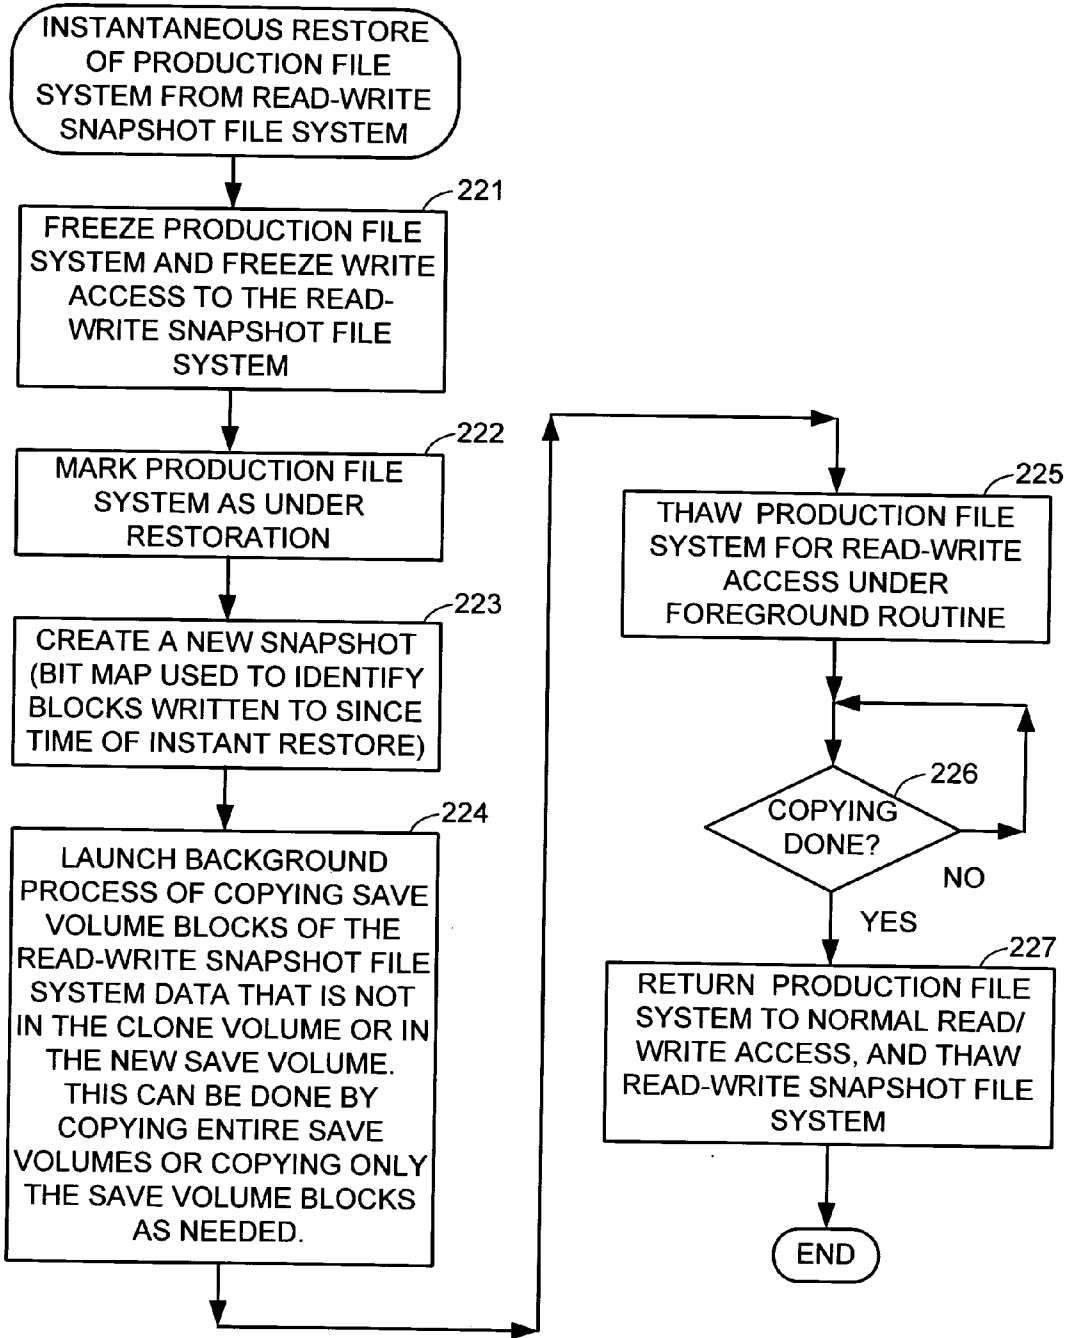 INSTANTANEOUS RESTORE
OF PRODUCTION FILE
SYSTEM FROM READ-WRITE
SNAPSHOT FILE SYSTEM
221
FREEZE PRODUCTION FILE
SYSTEM AND FREEZE WRITE
ACCESS TO THE READ-
WRITE SNAPSHOT FILE
SYSTEM
222
MARK PRODUCTION FILE
SYSTEM AS UNDER
RESTORATION
223
CREATE A NEW SNAPSHOT
(BIT MAP USED TO IDENTIFY
BLOCKS WRITTEN TO SINCE
TIME OF INSTANT RESTORE)
224
LAUNCH BACKGROUND
PROCESS OF COPYING SAVE
VOLUME BLOCKS OF THE
READ-WRITE SNAPSHOT FILE
SYSTEM DATA THAT IS NOT
IN THE CLONE VOLUME OR IN
THE NEW SAVE VOLUME.
THIS CAN BE DONE BY
COPYING ENTIRE SAVE
VOLUMES OR COPYING ONLY
THE SAVE VOLUME BLOCKS
AS NEEDED.
225
THAW PRODUCTION FILE
SYSTEM FOR READ-WRITE
ACCESS UNDER
FOREGROUND ROUTINE
226
COPYING
DONE?
NO
YES
227
RETURN PRODUCTION FILE
SYSTEM TO NORMAL READ/
WRITE ACCESS, AND THAW
READ-WRITE SNAPSHOT FILE
SYSTEM
END